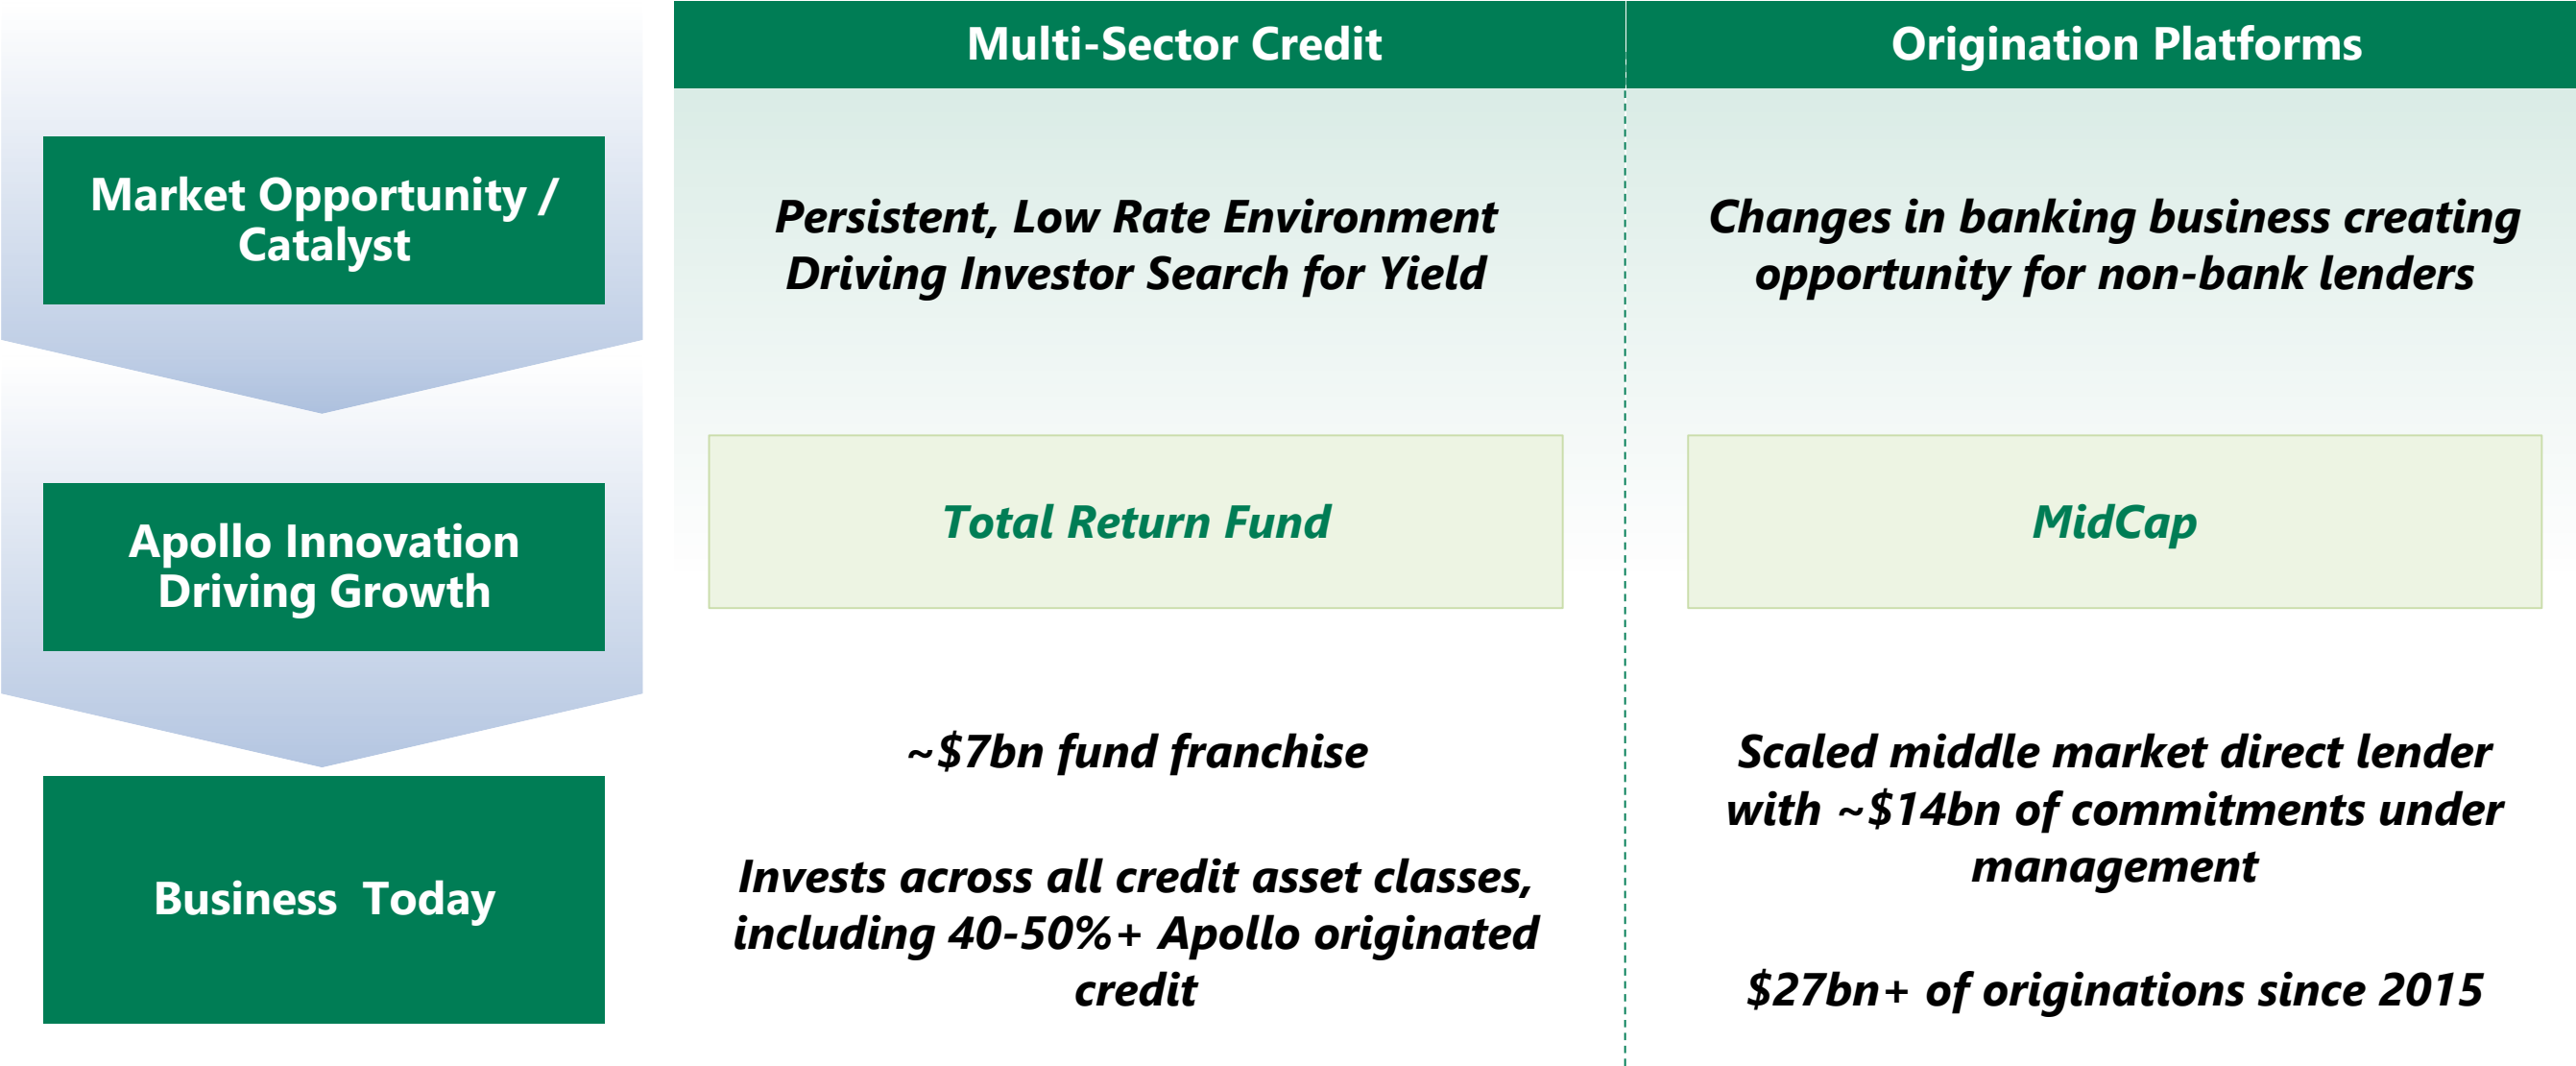 Multi-Sector Credit
Origination Platforms
Market Opportunity /
Catalyst
Persistent, Low Rate Environment
Driving Investor Search for Yield
Changes in banking business creating
opportunity for non-bank lenders
Apollo Innovation
Driving Growth
Total Return Fund
MidCap
Business  Today
~$7bn fund franchise
Invests across all credit asset classes,
including 40-50%+ Apollo originated
credit
Scaled middle market direct lender
with ~$14bn of commitments under
management
$27bn+ of originations since 2015